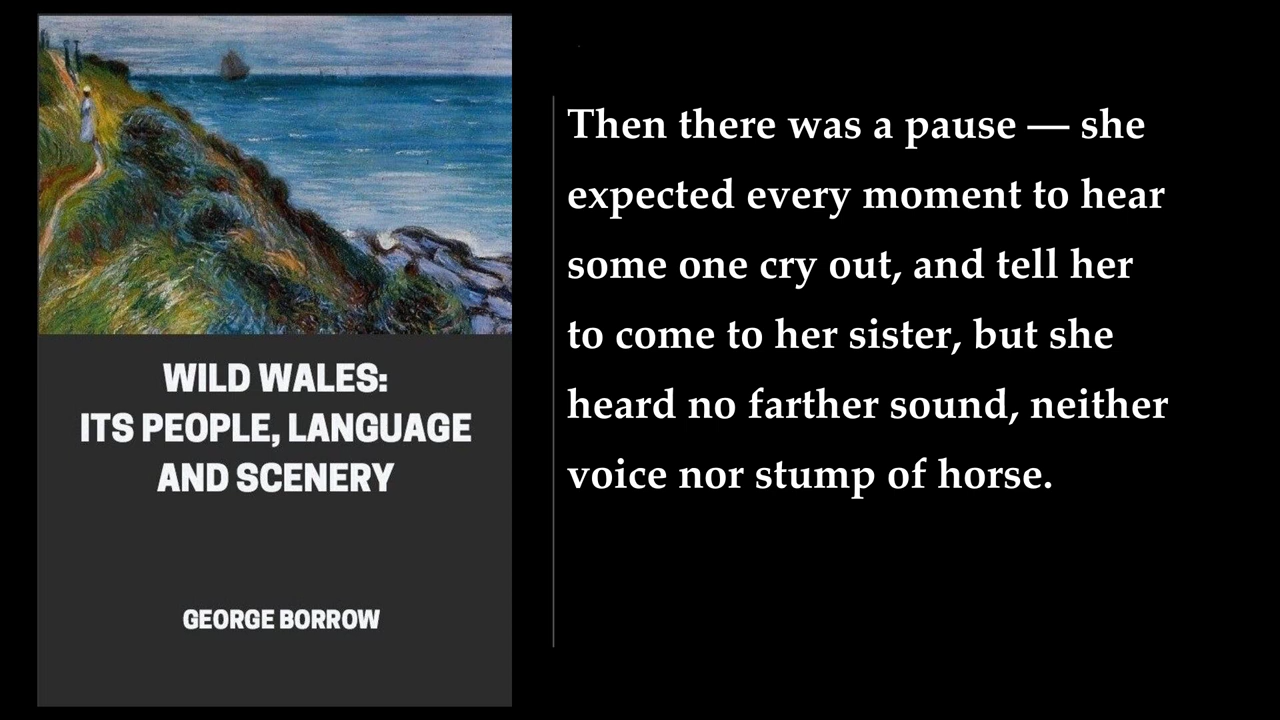 WILD WALES:
ITS PEOPLE, LANGUAGE
AND SCENERY
GEORGE BORROW
Then there was a pause — she
expected every moment to hear
some one cry out, and tell her
to come to her sister, but she
heard no farther sound, neither
voice nor stump of horse.